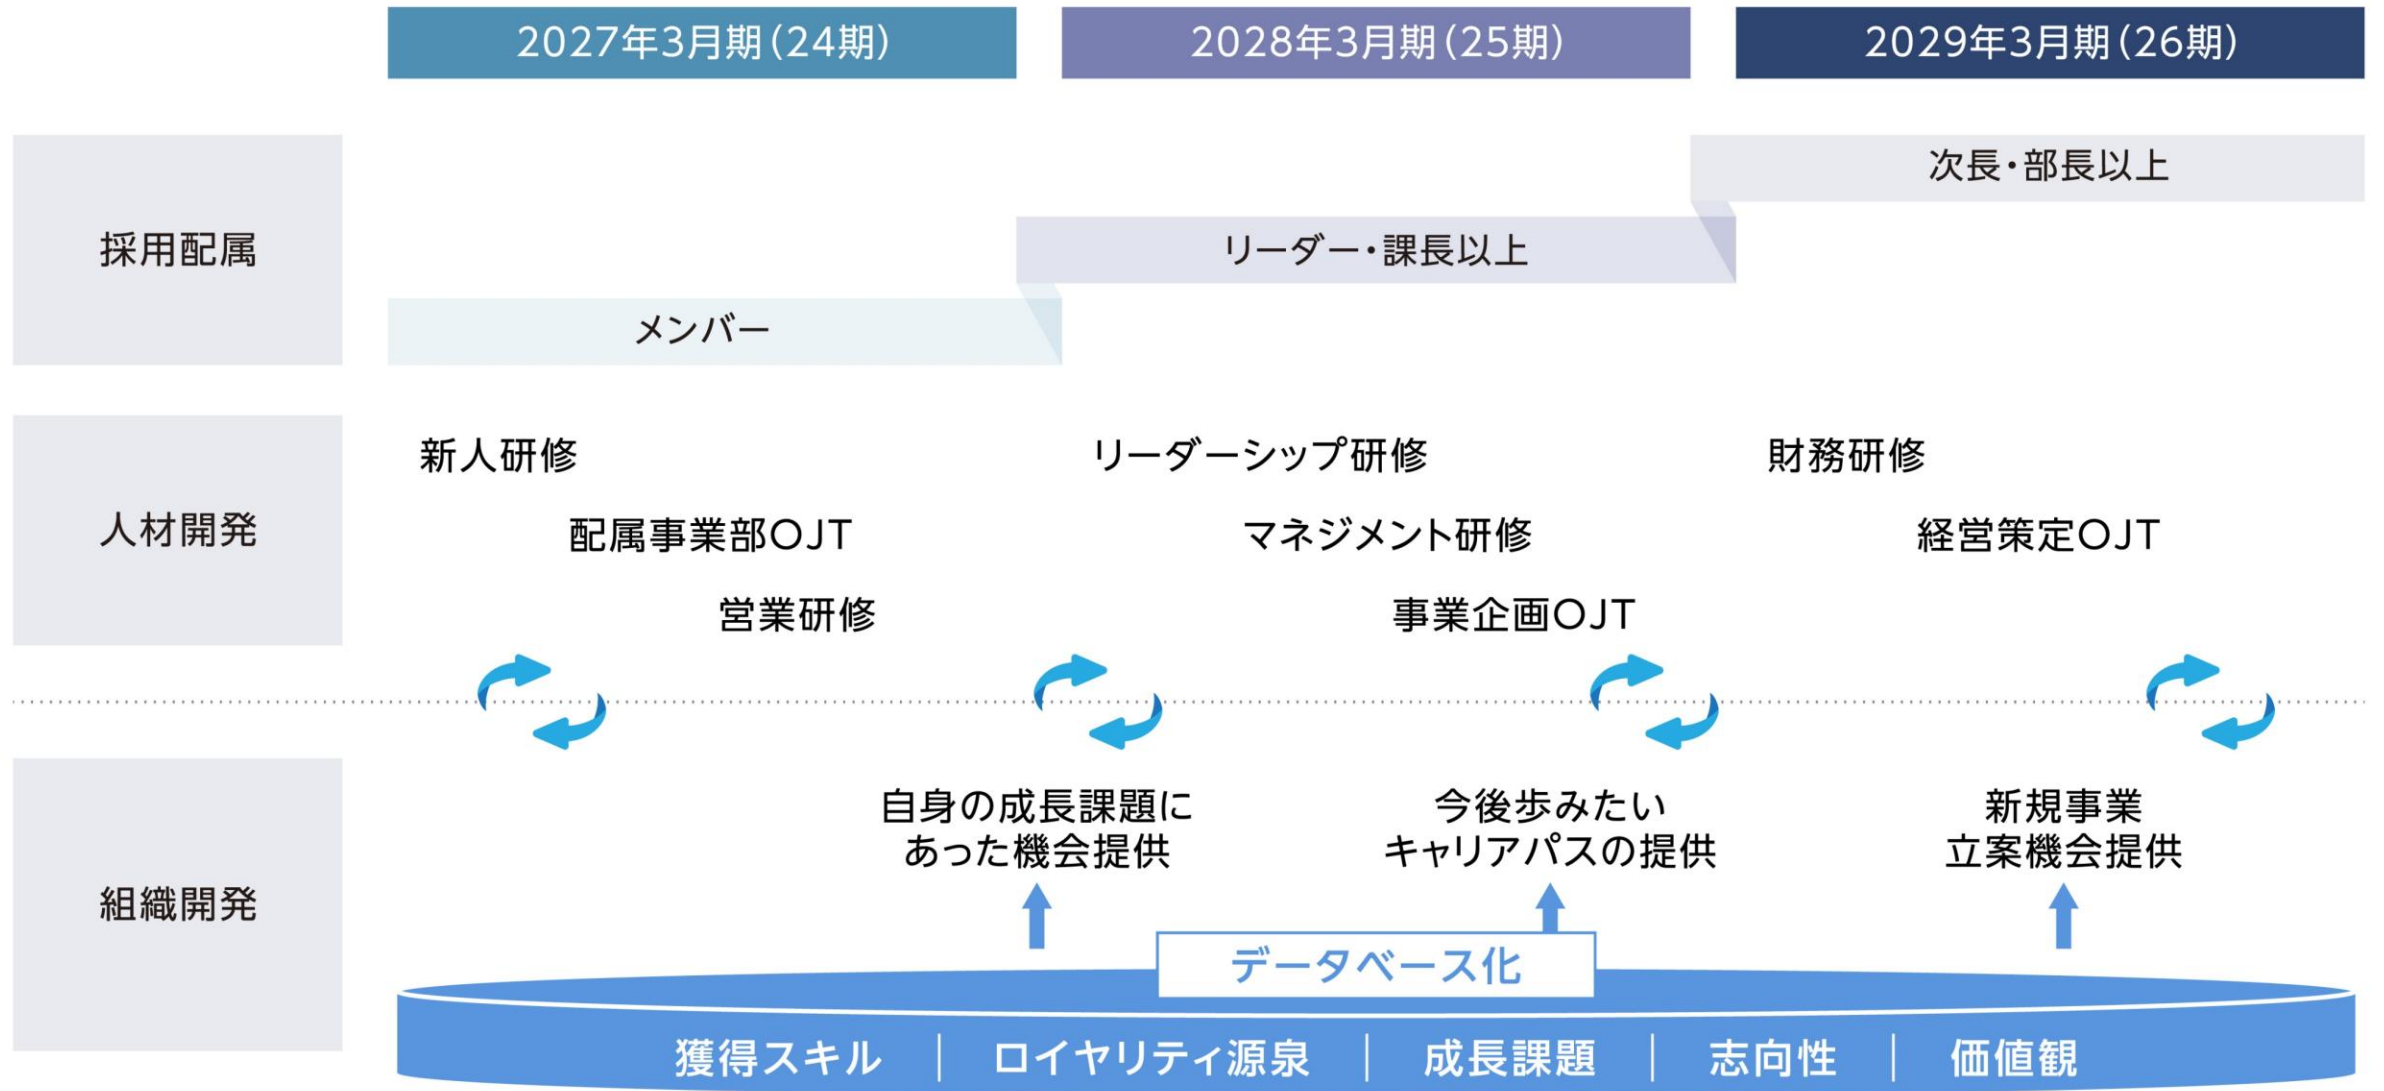 2027年3月期（24期）
2028年3月期（25期）
2029年3月期（26期）
採用配属
次長・部長以上
リーダー・課長以上
メンバー
人材開発
新人研修
リーダーシップ研修
財務研修
配属事業部OJT
マネジメント研修
経営策定OJT
営業研修
事業企画OJT
組織開発
自身の成長課題に
あった機会提供
今後歩みたい
キャリアパスの提供
新規事業
立案機会提供
データベース化
獲得スキル｜ロイヤリティ源泉｜成長課題｜志向性｜価値観